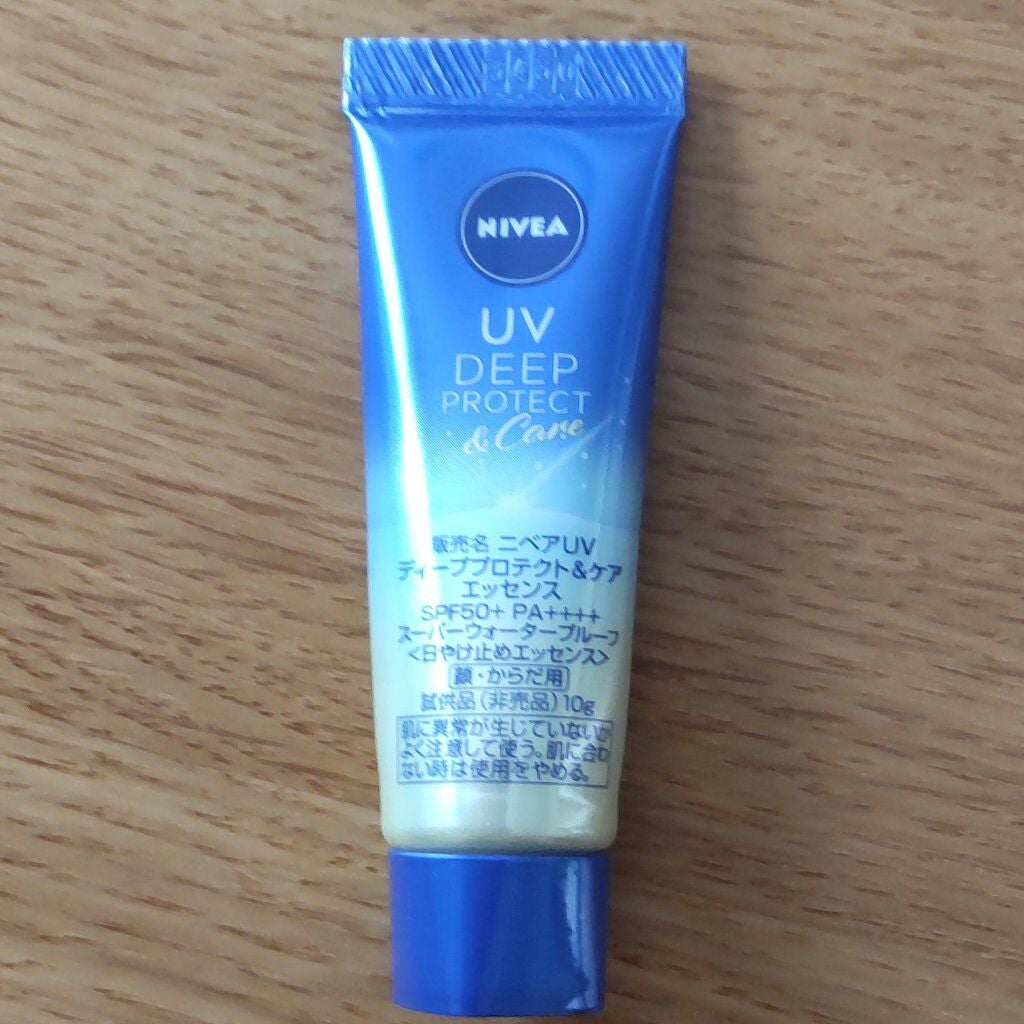 NIVEA
UV
DEEP
PROTECT
& Care
販売名 ニベアUV
ディーププロテクト&ケア
エッセンス
SPF50+ PA++++
スーパーウォータープルーフ
<日やけ止めエッセンス>
顔・からだ用
試供品(非売品)10g
肌に異常が生じていないか
よく注意して使う。肌に合わ
ない時は使用をやめる。